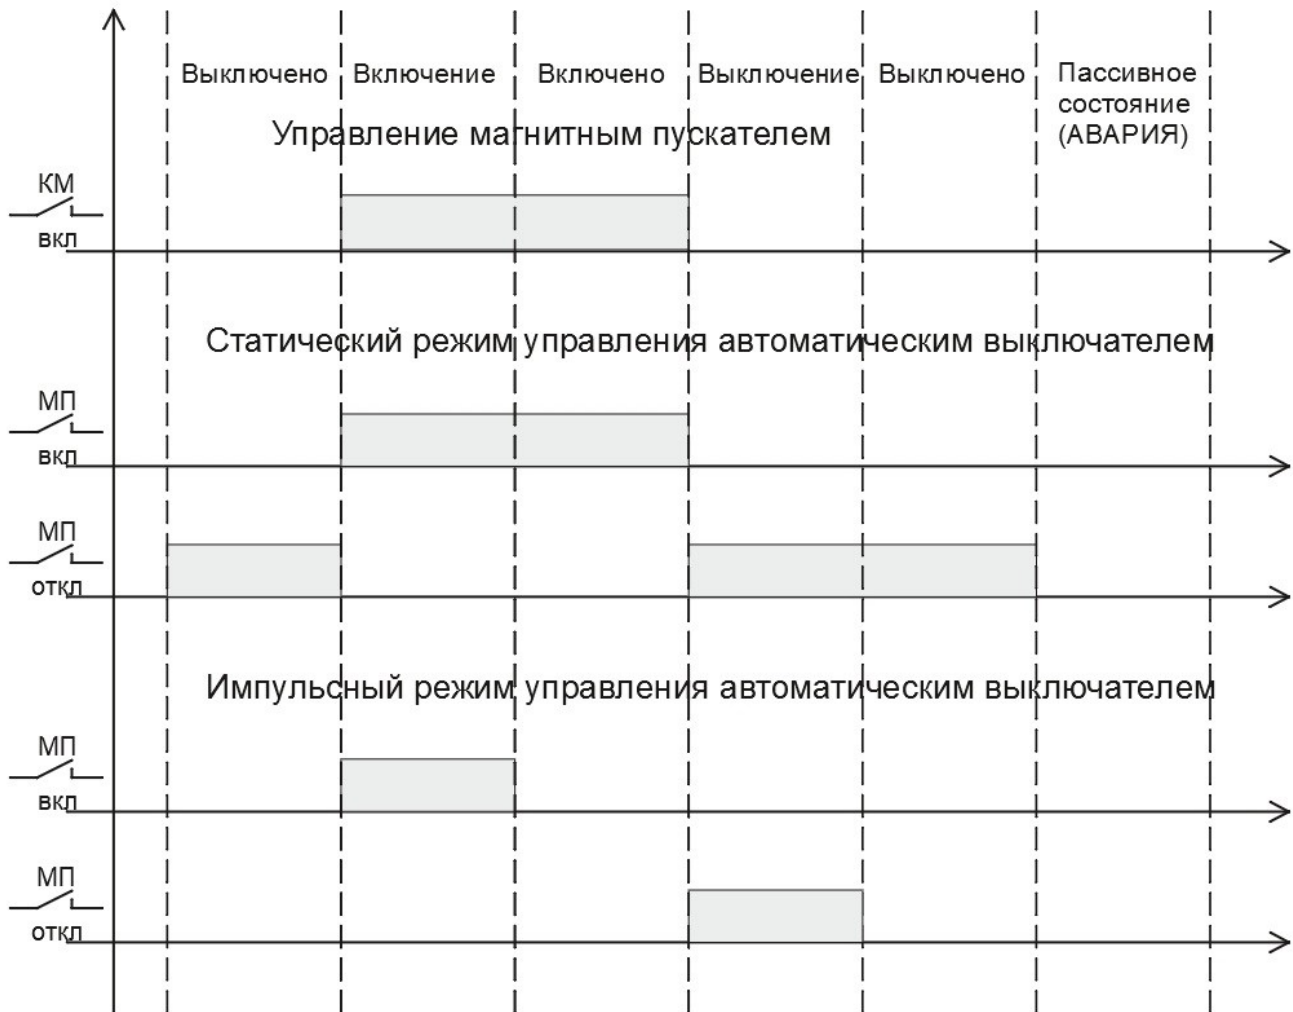 Выключено Включение Включено Выключение Выключено Пассивное
состояние
(АВАРИЯ)
Управление магнитным пускателем
КМ
вкл
Статический режим управления автоматическим выключателем
МП
вкл
МП
откл
Импульсный режим управления автоматическим выключателем
МП
вкл
МП
откл